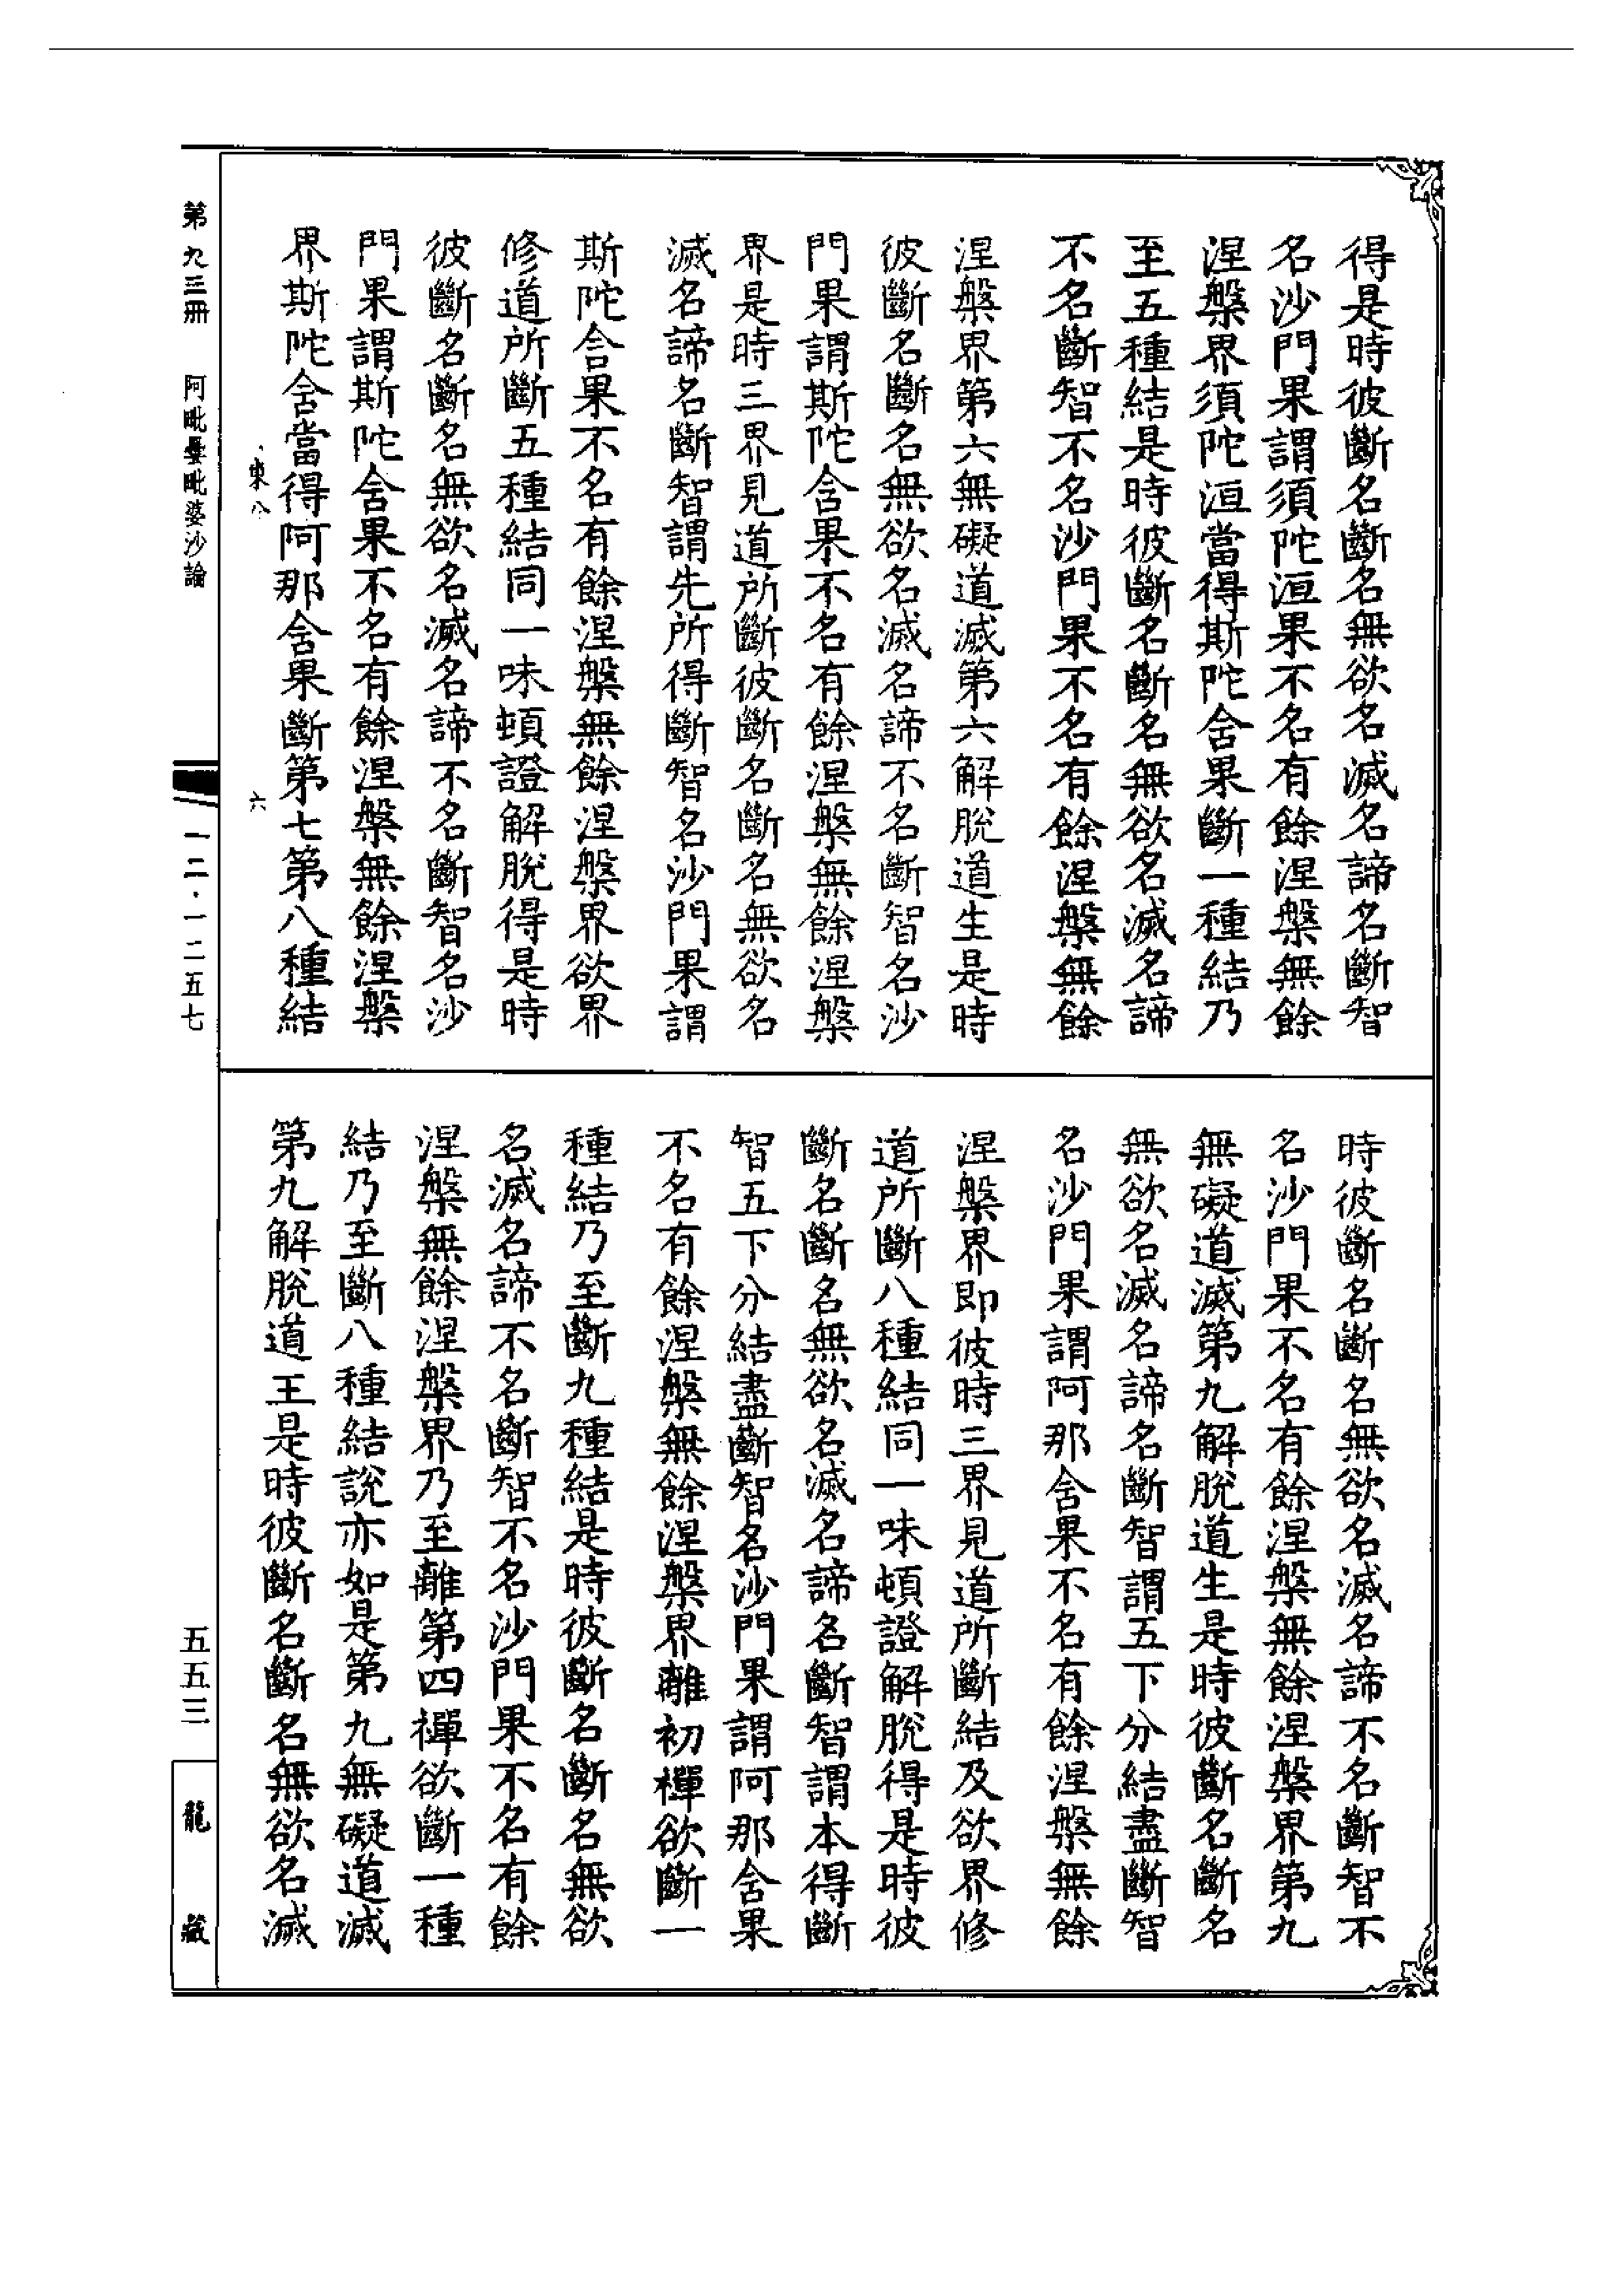 得是時彼斷名斷名無欲名滅名諦名斷智
名沙門果謂須陀洹果不名有餘涅槃無餘
涅槃界須陀洹當得斯陀含果斷一種結乃
至五種結是時彼斷名斷名無欲名滅名諦
不名斷智不名沙門果不名有餘涅槃無餘
涅槃界第六無礙道滅第六解脫道生是時
彼斷名斷名無欲名滅名諦不名斷智名沙
門果謂斯陀含果不名有餘涅槃無餘涅槃
界是時三界見道所斷彼斷名斷名無欲名
滅名諦名斷智謂先所得斷智名沙門果謂
斯陀含果不名有餘涅槃無餘涅槃界欲界
修道所斷五種結同一味頓證解脫得是時
彼斷名斷名無欲名滅名諦不名斷智名沙
門果謂斯陀含果不名有餘涅槃無餘涅槃
界斯陀含當得阿那含果斷第七第八種結
時彼斷名斷名無欲名滅名諦不名斷智不
名沙門果不名有餘涅槃無餘涅槃界第九
無礙道滅第九解脫道生是時彼斷名斷名
無欲名滅名諦名斷智謂五下分結盡斷智
名沙門果謂阿那含果不名有餘涅槃無餘
涅槃界即彼時三界見道所斷結及欲界修
道所斷八種結同一味頓證解脫得是時彼
斷名斷名無欲名滅名諦名斷智謂本得斷
智五下分結盡斷智名沙門果謂阿那含果
不名有餘涅槃無餘涅槃界離初禪欲斷一
種結乃至斷九種結是時彼斷名斷名無欲
名滅名諦不名斷智不名沙門果不名有餘
涅槃無餘涅槃界乃至離第四禪欲斷一種
結乃至斷八種結說亦如是第九無礙道滅
第九解脫道王是時彼斷名斷名無欲名滅
六
第九三冊 阿毗曇毗婆沙論
一二·一二五七
五五三
龍藏